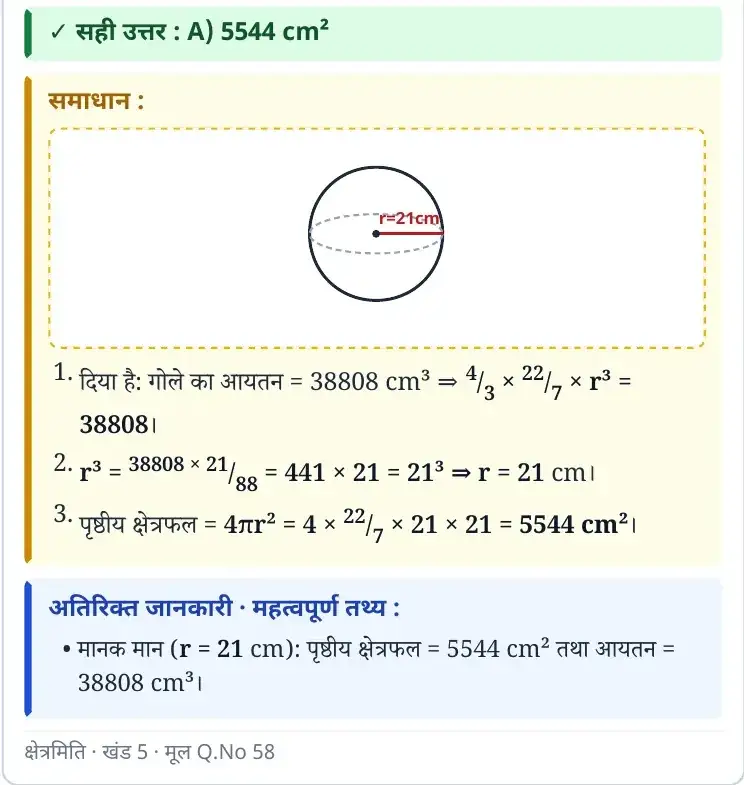 ✓ सही उत्तर : A) 5544 cm²
समाधान :
r=21cm
1. दिया है: गोले का आयतन = 38808 cm³ ⇒ ⁴/₃ × ²²/₇ × r³ =
38808।
2. r³ = ³⁸⁸⁰⁸ ˣ ²¹/₈₈ = 441 × 21 = 21³ ⇒ r = 21 cm।
3. पृष्ठीय क्षेत्रफल = 4πr² = 4 × ²²/₇ × 21 × 21 = 5544 cm²।
अतिरिक्त जानकारी · महत्वपूर्ण तथ्य :
• मानक मान (r = 21 cm): पृष्ठीय क्षेत्रफल = 5544 cm² तथा आयतन =
38808 cm³।
क्षेत्रमिति · खंड 5 · मूल Q.No 58